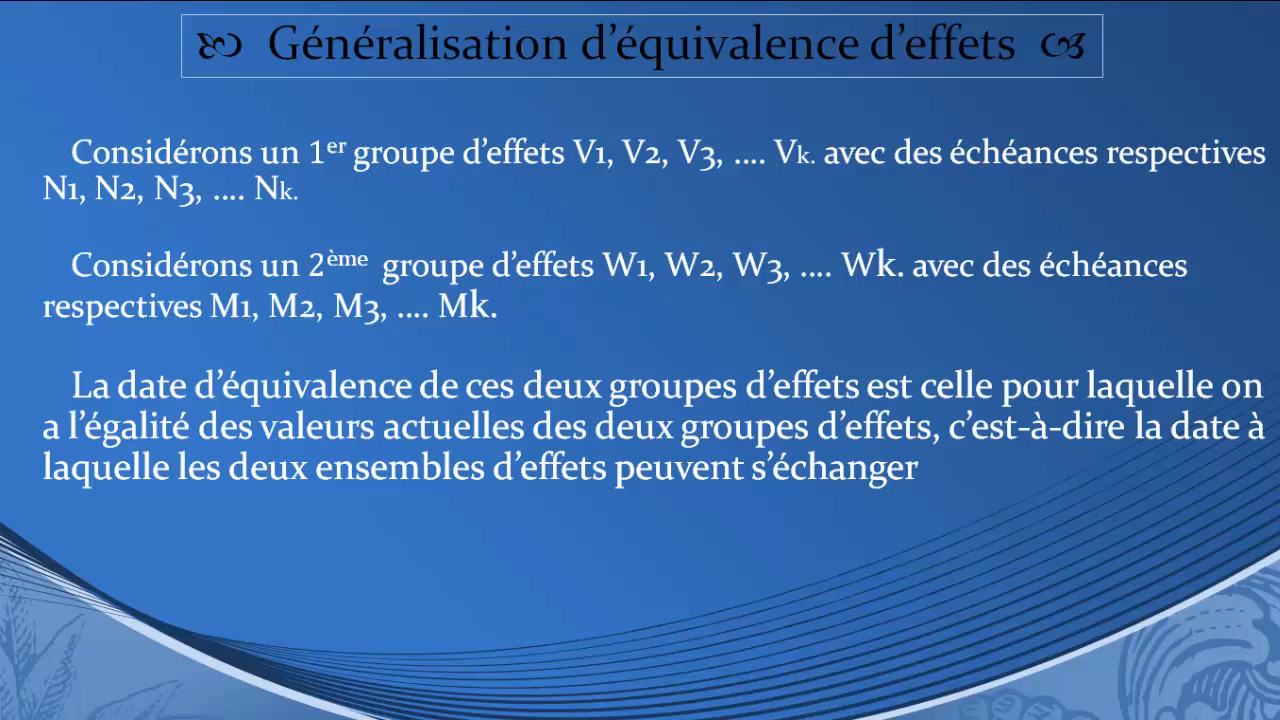 Généralisation d’équivalence d’effets
Considérons un 1er groupe d’effets V1, V2, V3, .... Vk. avec des échéances respectives
N1, N2, N3, .... Nk.
Considérons un 2ème groupe d’effets W1, W2, W3, .... Wk. avec des échéances
respectives M1, M2, M3, .... Mk.
La date d’équivalence de ces deux groupes d’effets est celle pour laquelle on
a l’égalité des valeurs actuelles des deux groupes d’effets, c’est-à-dire la date à
laquelle les deux ensembles d’effets peuvent s’échanger